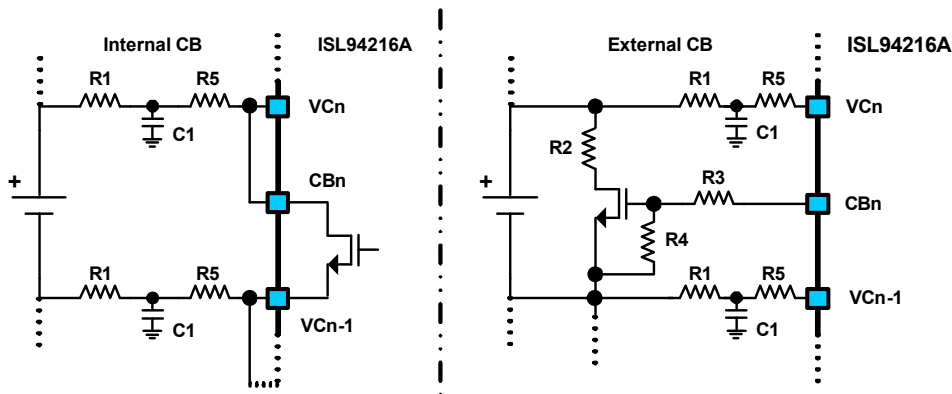 Internal CB
ISL94216A
R1
R5
VCn
C1
CBn
+
R1
R5
C1
VCn-1
External CB
ISL94216A
R1
R5
VCn
C1
R2
R3
CBn
+
R4
R1
R5
VCn-1
C1